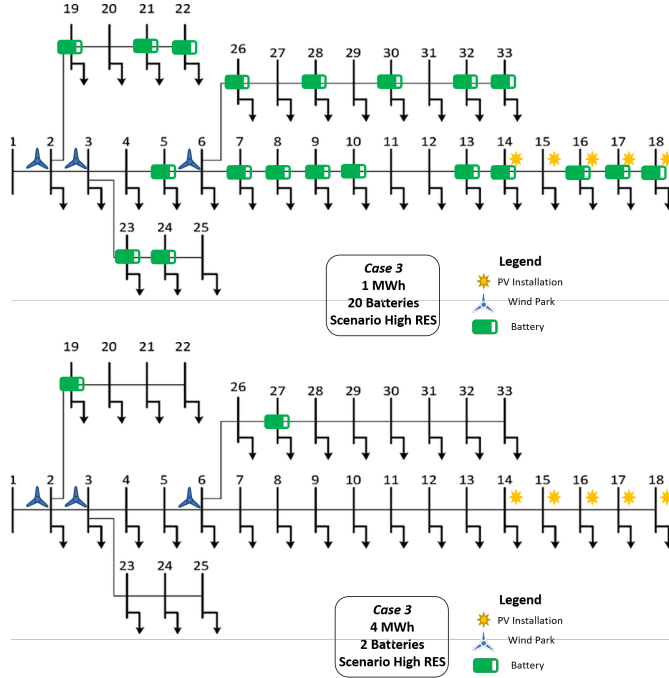 19 20 21 22
26 27 28 29 30 31 32 33
1 2 3 4 5 6 7 8 9 10 11 12 13 14 15 16 17 18
23 24 25
Case 3
1 MWh
20 Batteries
Scenario High RES
Legend
PV Installation
Wind Park
Battery
19 20 21 22
26 27 28 29 30 31 32 33
1 2 3 4 5 6 7 8 9 10 11 12 13 14 15 16 17 18
23 24 25
Case 3
4 MWh
2 Batteries
Scenario High RES
Legend
PV Installation
Wind Park
Battery